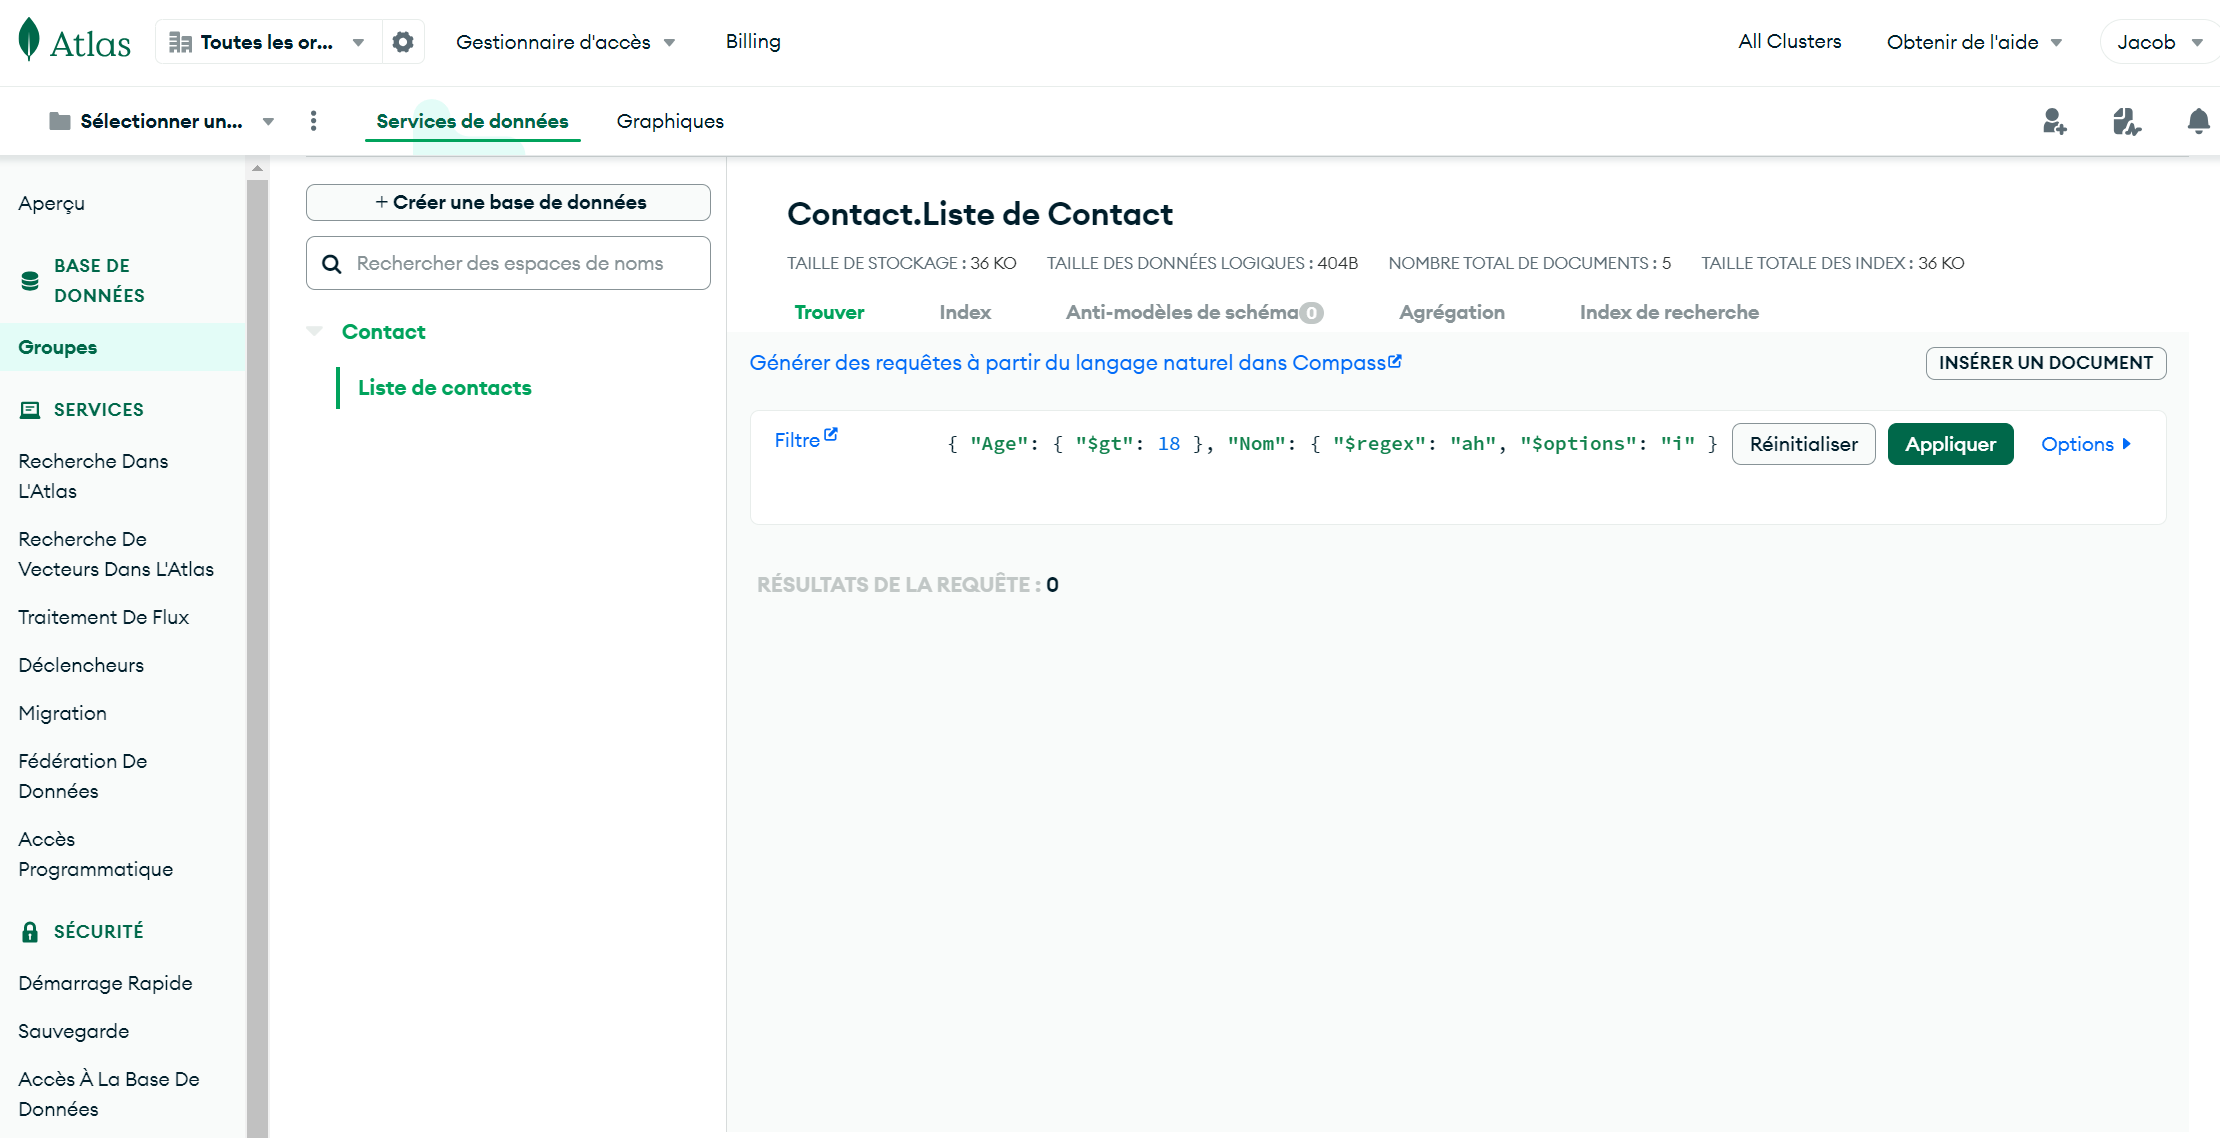 Atlas
Toutes les or...
Gestionnaire d'accès
Billing
All Clusters
Obtenir de l'aide
Jacob
Sélectionner un...
Services de données
Graphiques
Aperçu
BASE DE
DONNÉES
Groupes
SERVICES
Recherche Dans
L'Atlas
Recherche De
Vecteurs Dans L'Atlas
Traitement De Flux
Déclencheurs
Migration
Fédération De
Données
Accès
Programmatique
SÉCURITÉ
Démarrage Rapide
Sauvegarde
Accès À La Base De
Données
+ Créer une base de données
Rechercher des espaces de noms
Contact
Liste de contacts
Contact.Liste de Contact
TAILLE DE STOCKAGE : 36 KO TAILLE DES DONNÉES LOGIQUES : 404B NOMBRE TOTAL DE DOCUMENTS : 5 TAILLE TOTALE DES INDEX : 36 KO
Trouver Index Anti-modèles de schéma 0 Agrégation Index de recherche
Générer des requêtes à partir du langage naturel dans Compass
INSÉRER UN DOCUMENT
Filtre
{ "Age": { "$gt": 18 }, "Nom": { "$regex": "ah", "$options": "i" }
Réinitialiser
Appliquer
Options
RÉSULTATS DE LA REQUÊTE : 0